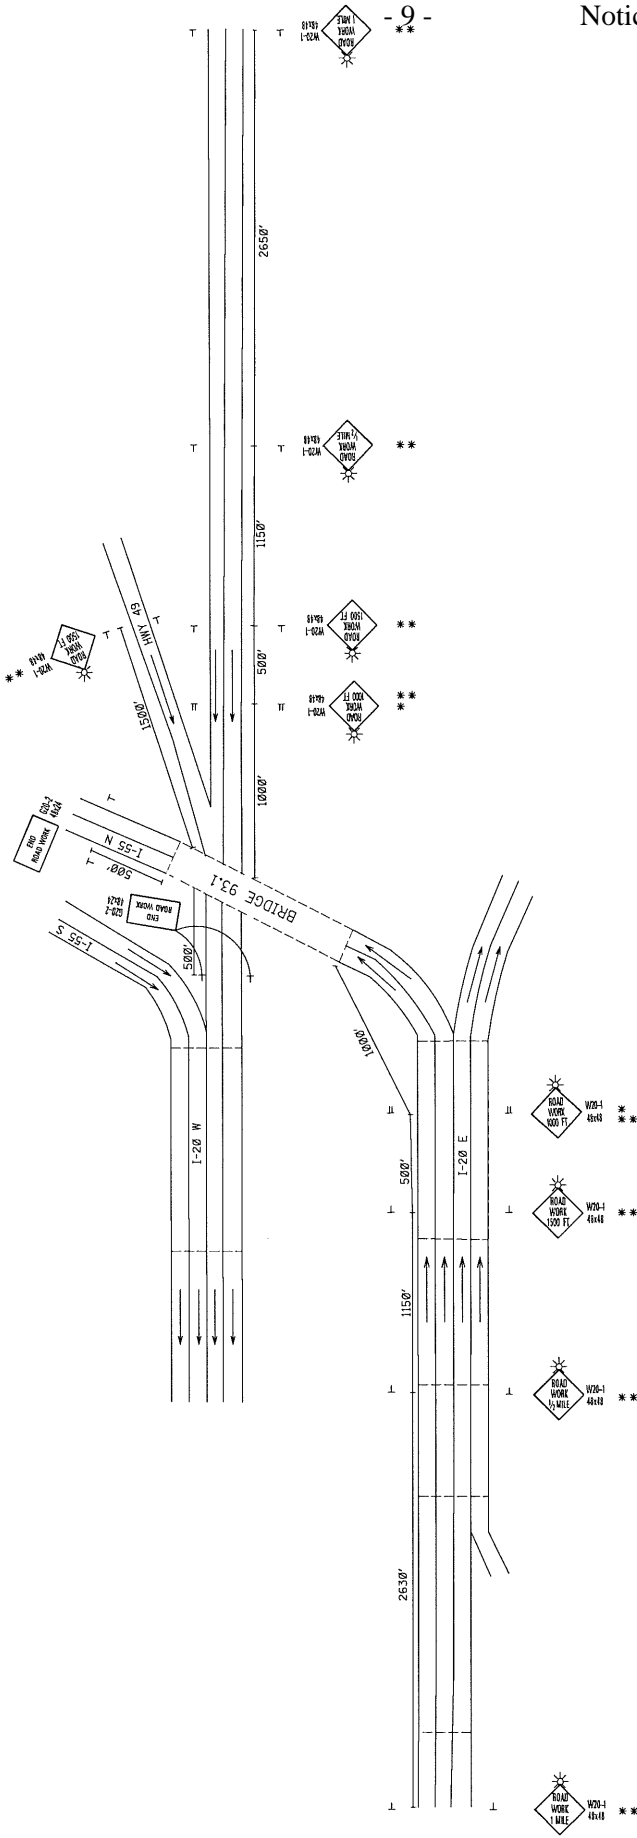 - 9 -
Notic
ROAD
WORK
1 MILE
W20-1
48x48
**
2650'
ROAD
WORK
1/2 MILE
W20-1
48x48
**
1150'
ROAD
WORK
1500 FT
W20-1
48x48
**
HWY 49
ROAD
WORK
1500 FT
W20-1
48x48
**
1500'
500'
ROAD
WORK
1000 FT
W20-1
48x48
**
*
1000'
G20-2
48x24
END
ROAD WORK
I-55 N
500'
BRIDGE 93.1
END
ROAD WORK
G20-2
48x24
I-55 S
500'
1000'
I-20 W
I-20 E
ROAD
WORK
1000 FT
W20-1
48x48
*
**
500'
ROAD
WORK
1500 FT
W20-1
48x48
**
1150'
ROAD
WORK
1/2 MILE
W20-1
48x48
**
2630'
ROAD
WORK
1 MILE
W20-1
48x48
**